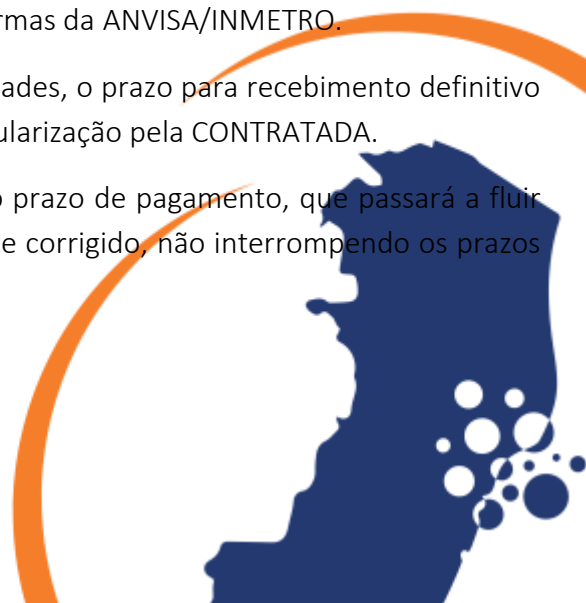 rmas da ANVISA/INMETRO.
ades, o prazo para recebimento definitivo
ularização pela CONTRATADA.
o prazo de pagamento, que passará a fluir
e corrigido, não interrompendo os prazos